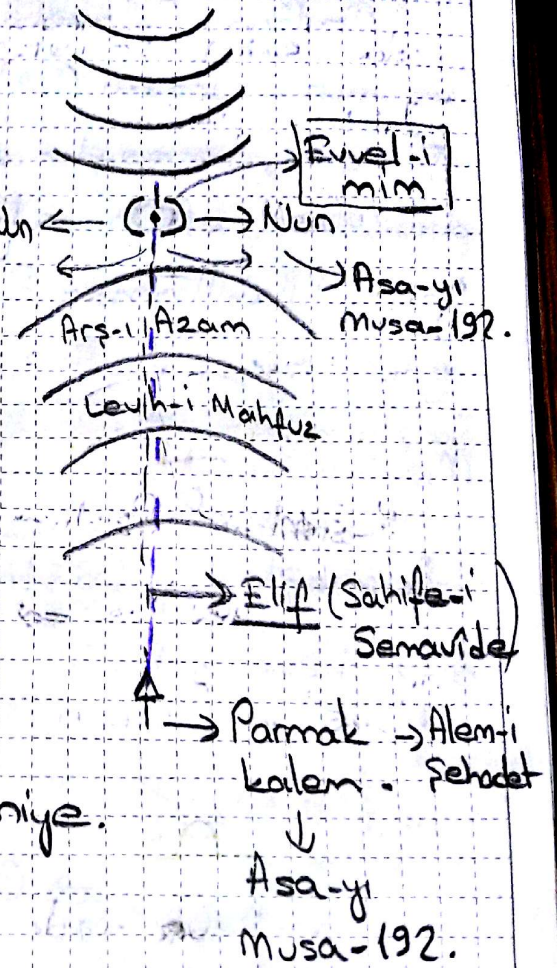 Evvel-i
mim
Nun
Asa-yı
Musa-192.
Arş-ı Azam
Levh-i Mahfuz
Elif (Sahife-i
Semavîde)
Parmak → Alem-i
kalem. Şehadet
niye.
Asa-yı
Musa-192.